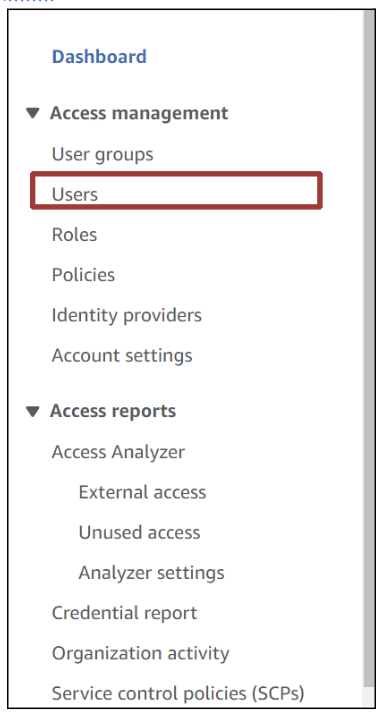 Dashboard
Access management
User groups
Users
Roles
Policies
Identity providers
Account settings
Access reports
Access Analyzer
External access
Unused access
Analyzer settings
Credential report
Organization activity
Service control policies (SCPs)